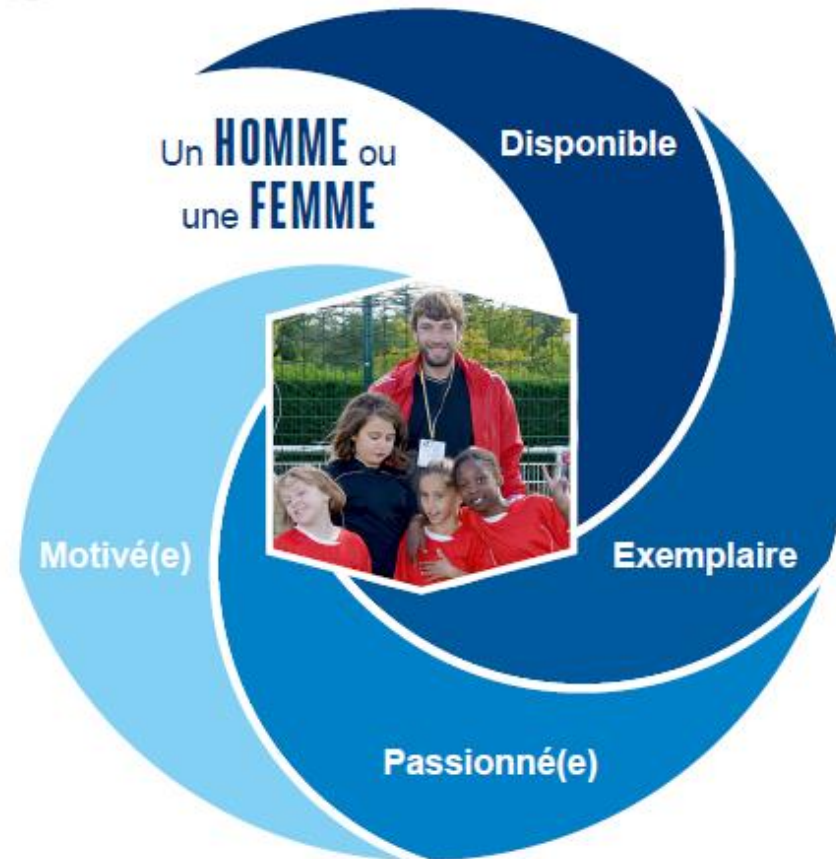 Un HOMME ou
une FEMME
Disponible
Exemplaire
Passionné(e)
Motivé(e)